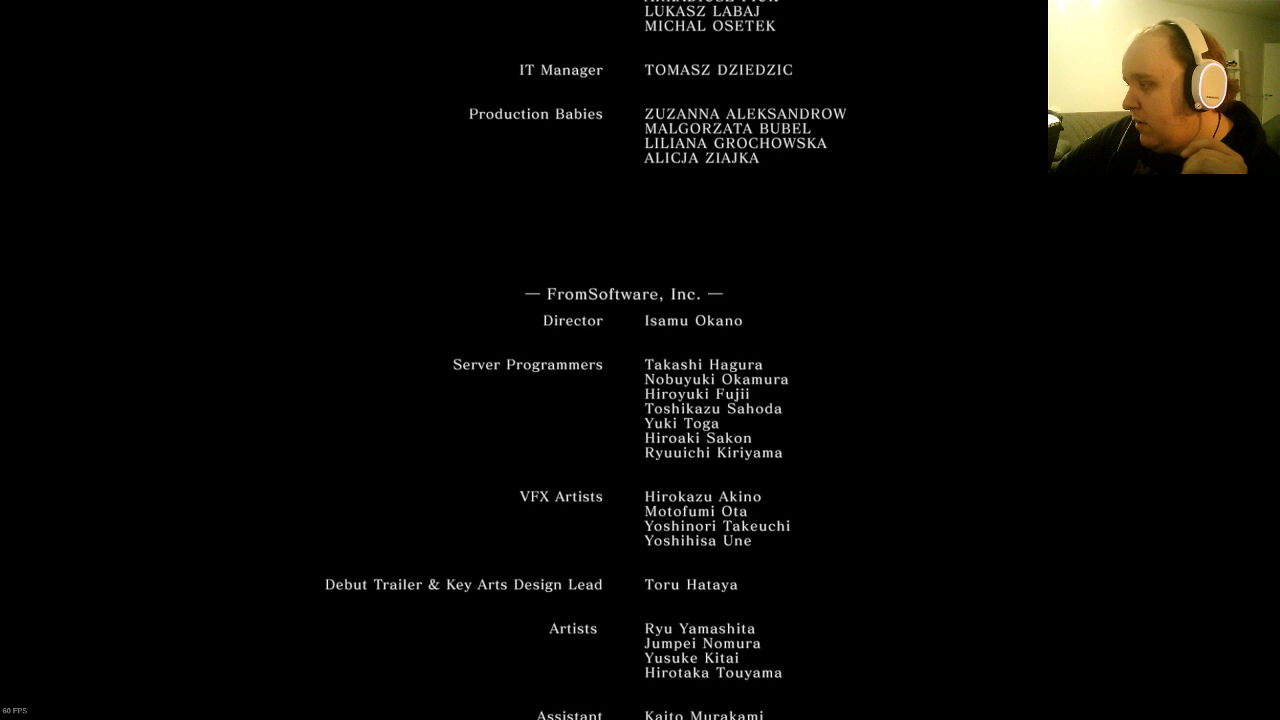 LUKASZ LABAJ
MICHAL OSETEK
IT Manager TOMASZ DZIEDZIC
Production Babies ZUZANNA ALEKSANDROW
MALGORZATA BUBEL
LILIANA GROCHOWSKA
ALICJA ZIAJKA
— FromSoftware, Inc. —
Director Isamu Okano
Server Programmers Takashi Hagura
Nobuyuki Okamura
Hiroyuki Fujii
Toshikazu Sahoda
Yuki Toga
Hiroaki Sakon
Ryuuichi Kiriyama
VFX Artists Hirokazu Akino
Motofumi Ota
Yoshinori Takeuchi
Yoshihisa Une
Debut Trailer & Key Arts Design Lead Toru Hataya
Artists Ryu Yamashita
Jumpei Nomura
Yusuke Kitai
Hirotaka Touyama
Assistant Kaito Murakami
60 FPS